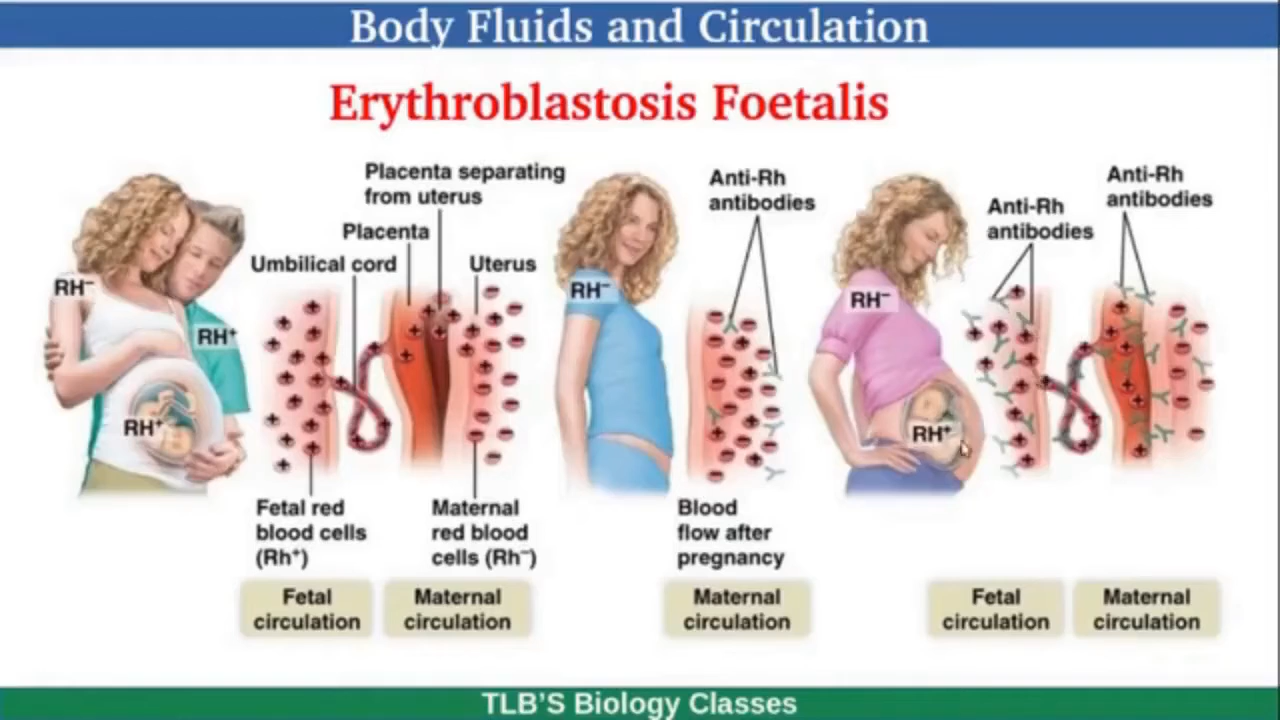 Body Fluids and Circulation
Erythroblastosis Foetalis
Placenta separating
from uterus
Placenta
Umbilical cord
Uterus
RH⁻
RH⁺
RH⁺
Fetal red
blood cells
(Rh⁺)
Maternal
red blood
cells (Rh⁻)
Fetal
circulation
Maternal
circulation
Anti-Rh
antibodies
RH⁻
Blood
flow after
pregnancy
Maternal
circulation
Anti-Rh
antibodies
Anti-Rh
antibodies
RH⁻
RH⁺
Fetal
circulation
Maternal
circulation
TLB'S Biology Classes